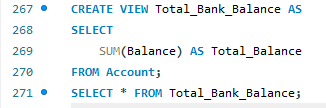 267 CREATE VIEW Total_Bank_Balance AS
268 SELECT
269 SUM(Balance) AS Total_Balance
270 FROM Account;
271 SELECT * FROM Total_Bank_Balance;